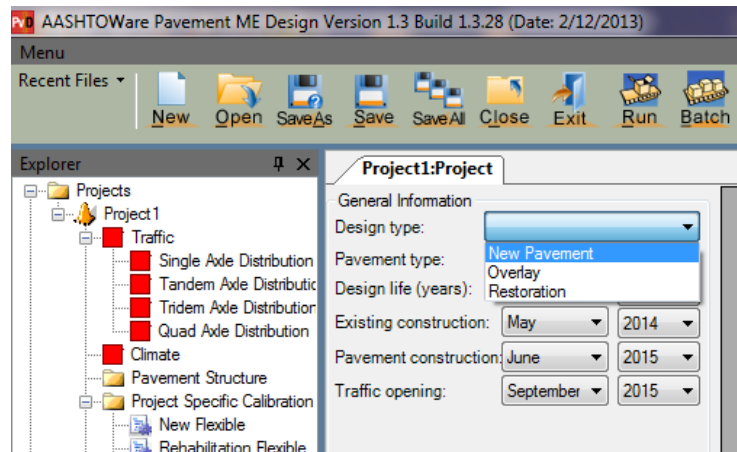 AASHTOWare Pavement ME Design Version 1.3 Build 1.3.28 (Date: 2/12/2013)
Menu
Recent Files
New Open SaveAs Save SaveAll Close Exit Run Batch
Explorer
Projects
Project1
Traffic
Single Axle Distribution
Tandem Axle Distributic
Tridem Axle Distribution
Quad Axle Distribution
Climate
Pavement Structure
Project Specific Calibration
New Flexible
Rehabilitation Flexible
Project1:Project
General Information
Design type:
New Pavement
Overlay
Restoration
Pavement type:
Design life (years):
Existing construction: May 2014
Pavement construction: June 2015
Traffic opening: September 2015